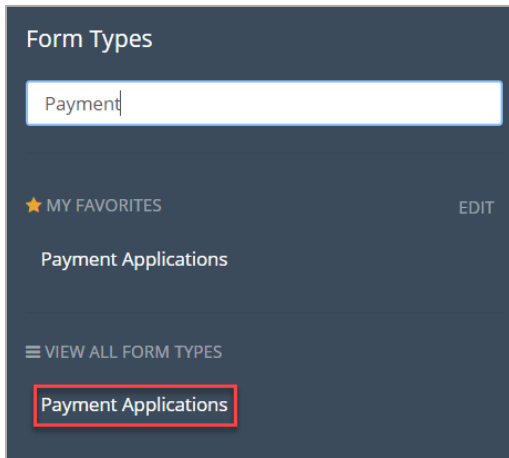 Form Types
Payment
MY FAVORITES EDIT
Payment Applications
VIEW ALL FORM TYPES
Payment Applications